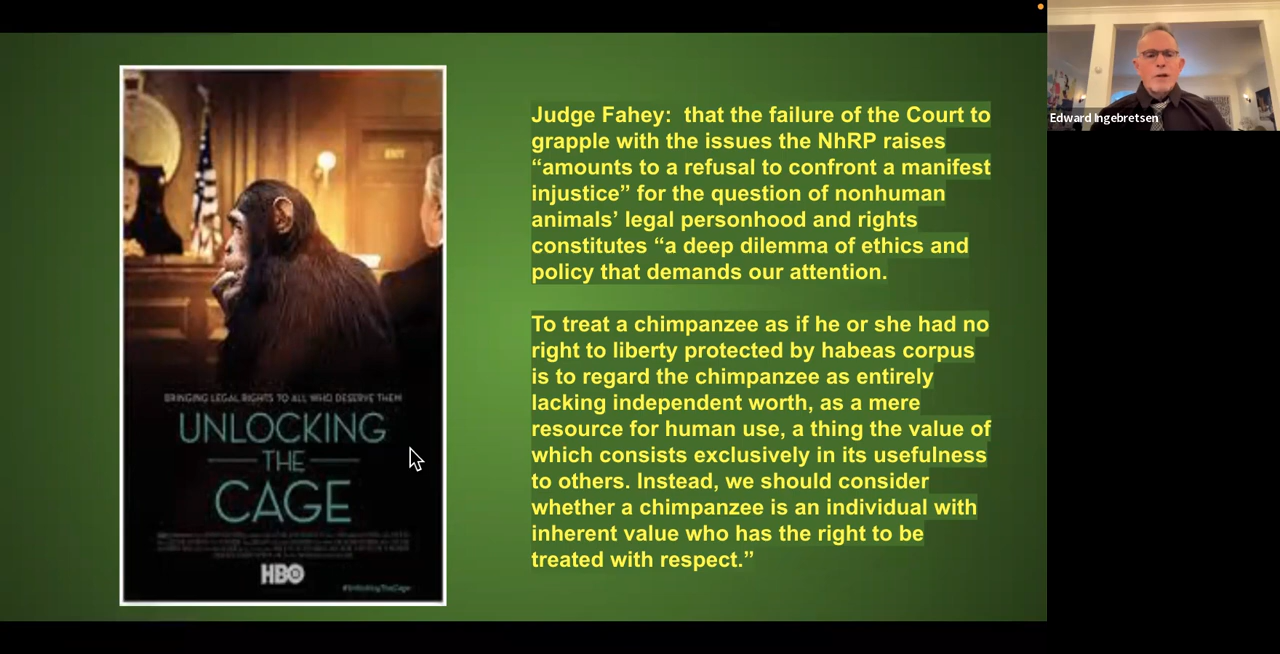 Judge Fahey:  that the failure of the Court to
grapple with the issues the NhRP raises
“amounts to a refusal to confront a manifest
injustice” for the question of nonhuman
animals’ legal personhood and rights
constitutes “a deep dilemma of ethics and
policy that demands our attention.
To treat a chimpanzee as if he or she had no
right to liberty protected by habeas corpus
is to regard the chimpanzee as entirely
lacking independent worth, as a mere
resource for human use, a thing the value of
which consists exclusively in its usefulness
to others. Instead, we should consider
whether a chimpanzee is an individual with
inherent value who has the right to be
treated with respect.”
EXIT
BRINGING LEGAL RIGHTS TO ALL WHO DESERVE THEM
UNLOCKING
THE
CAGE
HBO
#UnlockingTheCage
Edward Ingebretsen